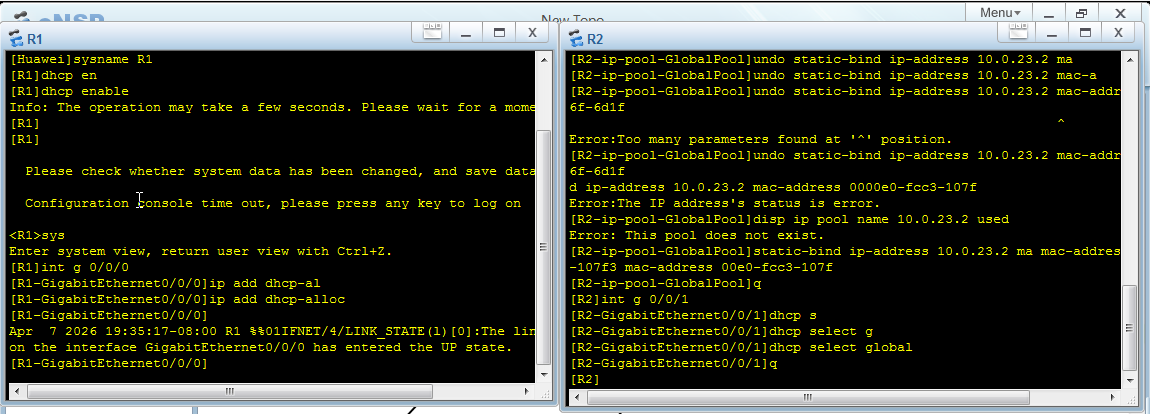 eNSP
New Topo
Menu
R1
[Huawei]sysname R1
[R1]dhcp en
[R1]dhcp enable
Info: The operation may take a few seconds. Please wait for a mome
[R1]
[R1]
Please check whether system data has been changed, and save data
Configuration console time out, please press any key to log on
<R1>sys
Enter system view, return user view with Ctrl+Z.
[R1]int g 0/0/0
[R1-GigabitEthernet0/0/0]ip add dhcp-al
[R1-GigabitEthernet0/0/0]ip add dhcp-alloc
[R1-GigabitEthernet0/0/0]
Apr  7 2026 19:35:17-08:00 R1 %%01IFNET/4/LINK_STATE(l)[0]:The lin
on the interface GigabitEthernet0/0/0 has entered the UP state.
[R1-GigabitEthernet0/0/0]
R2
[R2-ip-pool-GlobalPool]undo static-bind ip-address 10.0.23.2 ma
[R2-ip-pool-GlobalPool]undo static-bind ip-address 10.0.23.2 mac-a
[R2-ip-pool-GlobalPool]undo static-bind ip-address 10.0.23.2 mac-addr
6f-6d1f
^
Error:Too many parameters found at '^' position.
[R2-ip-pool-GlobalPool]undo static-bind ip-address 10.0.23.2 mac-addr
6f-6d1f
d ip-address 10.0.23.2 mac-address 0000e0-fcc3-107f
Error:The IP address's status is error.
[R2-ip-pool-GlobalPool]disp ip pool name 10.0.23.2 used
Error: This pool does not exist.
[R2-ip-pool-GlobalPool]static-bind ip-address 10.0.23.2 ma mac-addres
-107f3 mac-address 00e0-fcc3-107f
[R2-ip-pool-GlobalPool]q
[R2]int g 0/0/1
[R2-GigabitEthernet0/0/1]dhcp s
[R2-GigabitEthernet0/0/1]dhcp select g
[R2-GigabitEthernet0/0/1]dhcp select global
[R2-GigabitEthernet0/0/1]q
[R2]